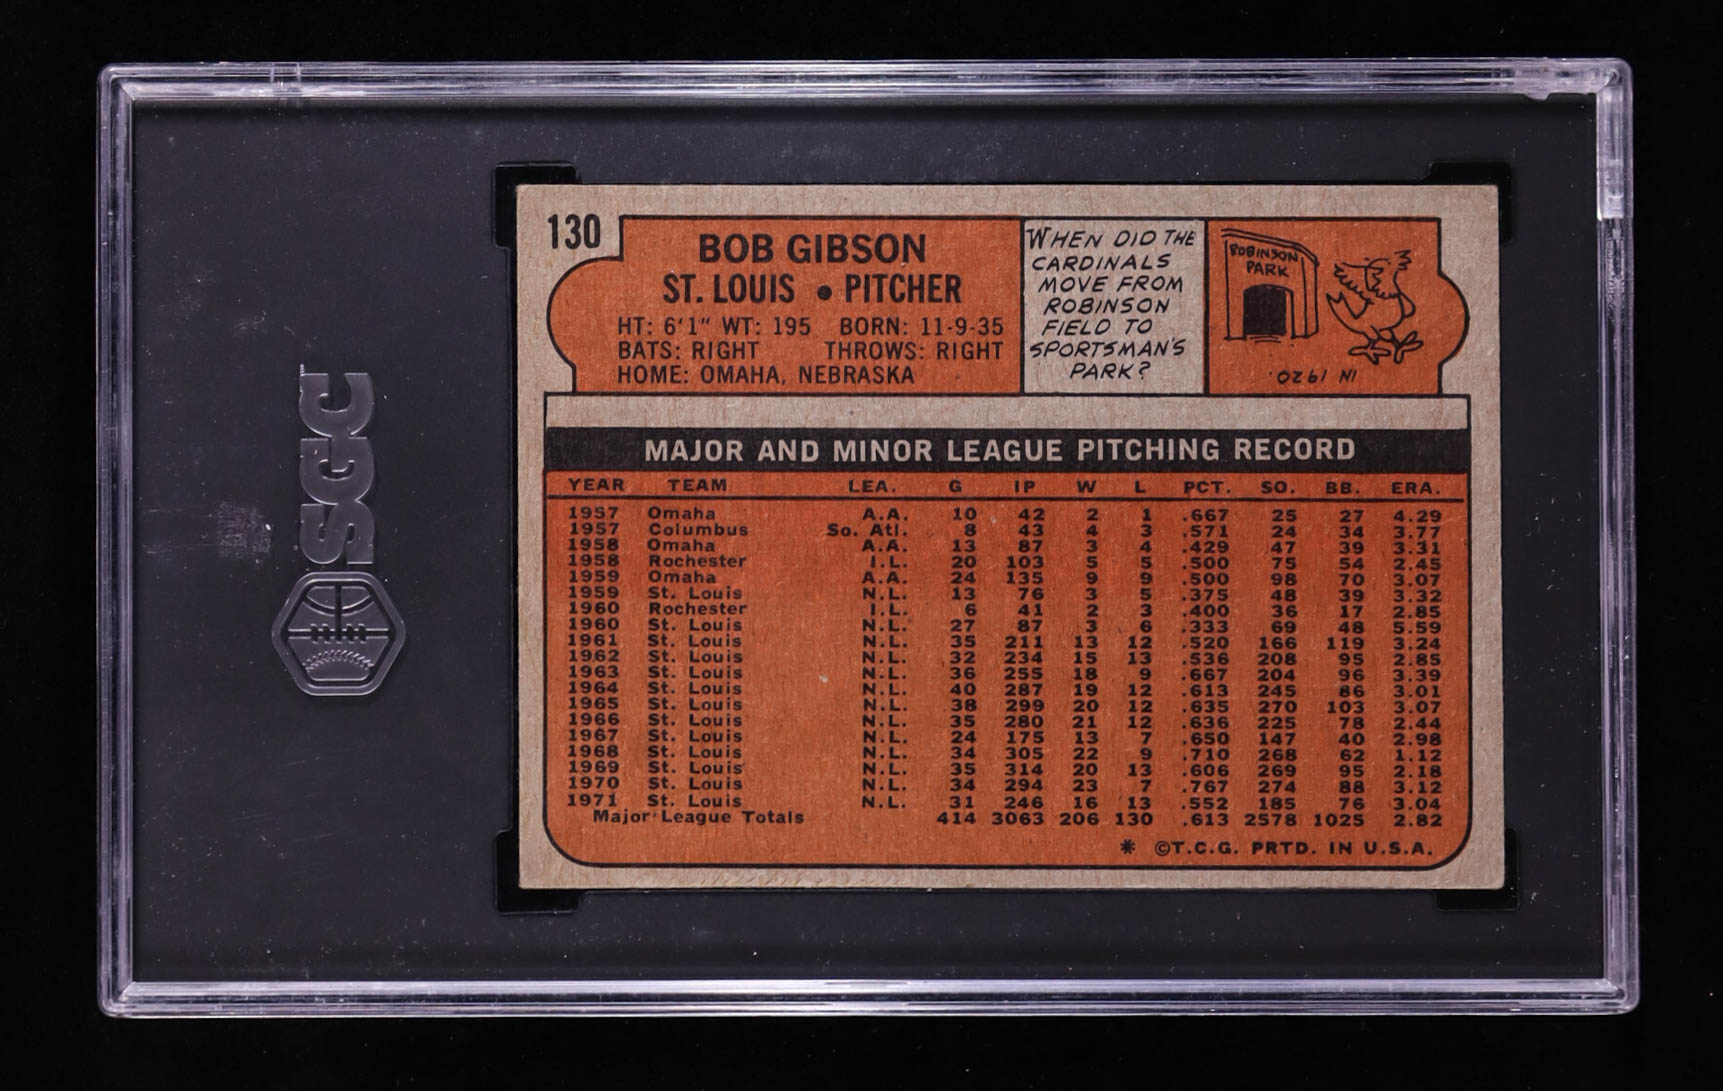 SGC
130
BOB GIBSON
ST. LOUIS • PITCHER
HT: 6'1" WT: 195 BORN: 11-9-35
BATS: RIGHT THROWS: RIGHT
HOME: OMAHA, NEBRASKA
WHEN DID THE
CARDINALS
MOVE FROM
ROBINSON
FIELD TO
SPORTSMAN'S
PARK?
ROBINSON
PARK
IN 1920.
MAJOR AND MINOR LEAGUE PITCHING RECORD
YEAR TEAM LEA. G IP W L PCT. SO. BB. ERA.
1957 Omaha A.A. 10 42 2 1 .667 25 27 4.29
1957 Columbus So. Atl. 8 43 4 3 .571 24 34 3.77
1958 Omaha A.A. 13 87 3 4 .429 47 39 3.31
1958 Rochester I.L. 20 103 5 5 .500 75 54 2.45
1959 Omaha A.A. 24 135 9 9 .500 98 70 3.07
1959 St. Louis N.L. 13 76 3 5 .375 48 39 3.32
1960 Rochester I.L. 6 41 2 3 .400 36 17 2.85
1960 St. Louis N.L. 27 87 3 6 .333 69 48 5.59
1961 St. Louis N.L. 35 211 13 12 .520 166 119 3.24
1962 St. Louis N.L. 32 234 15 13 .536 208 95 2.85
1963 St. Louis N.L. 36 255 18 9 .667 204 96 3.39
1964 St. Louis N.L. 40 287 19 12 .613 245 86 3.01
1965 St. Louis N.L. 38 299 20 12 .635 270 103 3.07
1966 St. Louis N.L. 35 280 21 12 .636 225 78 2.44
1967 St. Louis N.L. 24 175 13 7 .650 147 40 2.98
1968 St. Louis N.L. 34 305 22 9 .710 268 62 1.12
1969 St. Louis N.L. 35 314 20 13 .606 269 95 2.18
1970 St. Louis N.L. 34 294 23 7 .767 274 88 3.12
1971 St. Louis N.L. 31 246 16 13 .552 185 76 3.04
Major League Totals 414 3063 206 130 .613 2578 1025 2.82
* ©T.C.G. PRTD. IN U.S.A.